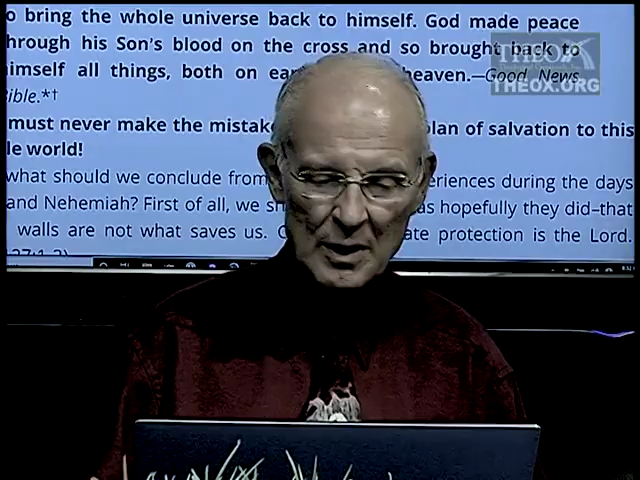 o bring the whole universe back to himself. God made peace
hrough his Son's blood on the cross and so brought back to
imself all things, both on ea heaven.—Good News
ible.*†
THEOX
THEOX.ORG
must never make the mistak plan of salvation to this
le world!
what should we conclude from eriences during the days
and Nehemiah? First of all, we s as hopefully they did–that
walls are not what saves us. ate protection is the Lord.